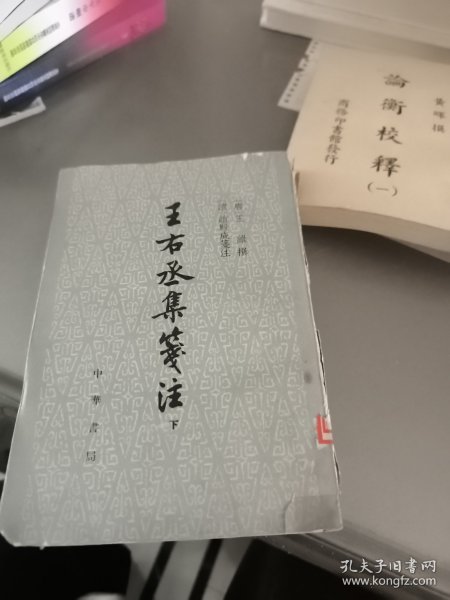 唐 王 維 撰
清 趙殿成箋注
王右丞集箋注
下
中華書局
黃暉撰
論衡校釋
(一)
商務印書館發行
孔夫子旧书网
www.kongfz.com